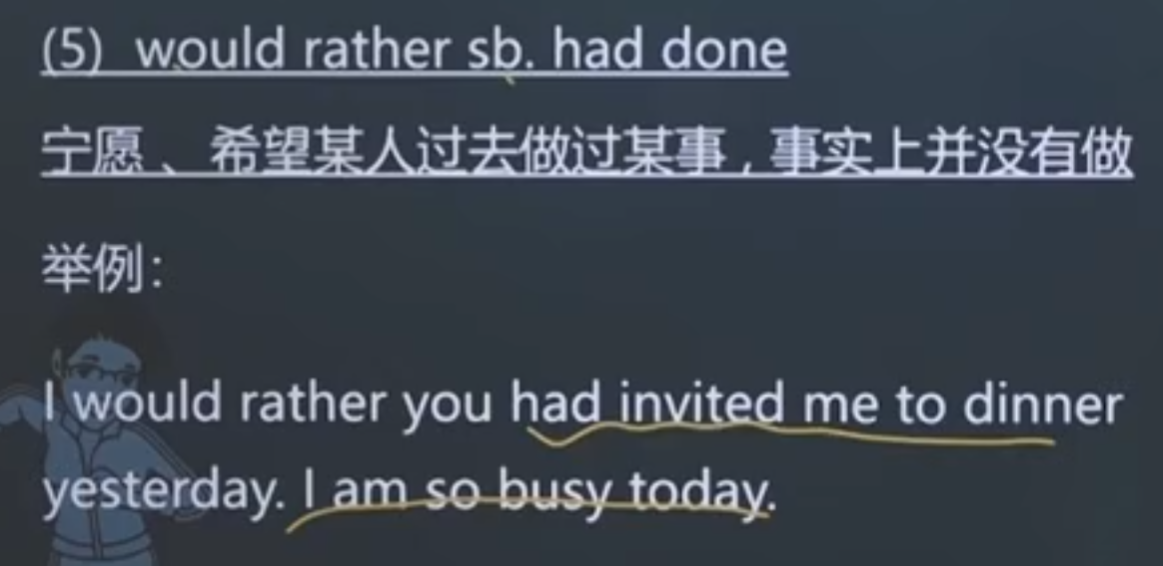 (5) would rather sb. had done
宁愿、希望某人过去做过某事，事实上并没有做
举例：
I would rather you had invited me to dinner
yesterday. I am so busy today.